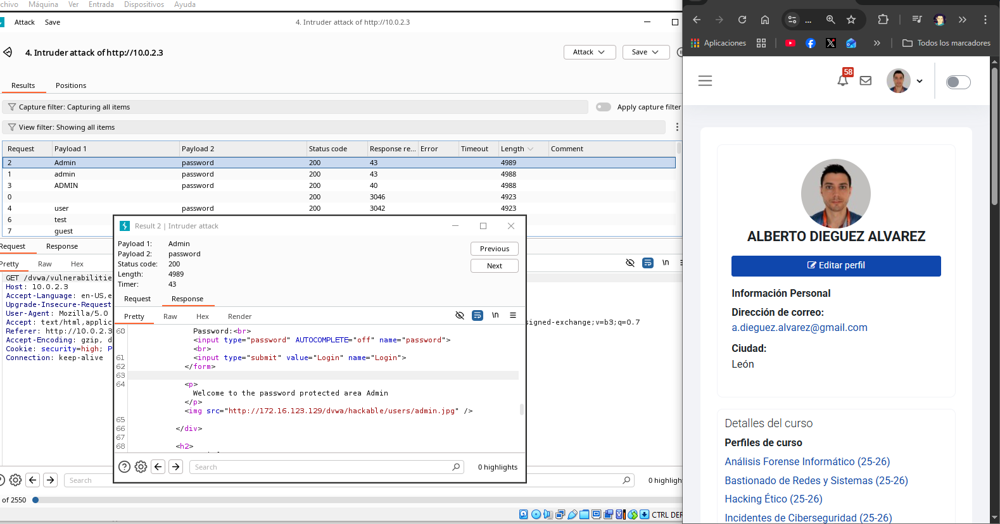 chivo Máquina Ver Entrada Dispositivos Ayuda
Attack Save 4. Intruder attack of http://10.0.2.3
4. Intruder attack of http://10.0.2.3 Attack Save
Results Positions
Capture filter: Capturing all items Apply capture filter
View filter: Showing all items
Request Payload 1 Payload 2 Status code Response re... Error Timeout Length Comment
2 Admin password 200 43 4989
1 admin password 200 43 4988
3 ADMIN password 200 40 4988
0 200 3046 4923
4 user password 200 3042 4923
6 test
7 guest
Request Response
Pretty Raw Hex \n
GET /dvwa/vulnerabilitie
Host: 10.0.2.3
Accept-Language: en-US,e
Upgrade-Insecure-Request
User-Agent: Mozilla/5.0
Accept: text/html,applic igned-exchange;v=b3;q=0.7
Referer: http://10.0.2.3
Accept-Encoding: gzip, d
Cookie: security=high; P
Connection: keep-alive
Search 0 highligh
of 2550
CTRL DER
Result 2 | Intruder attack
Payload 1: Admin
Payload 2: password
Status code: 200
Length: 4989
Timer: 43
Previous
Next
Request Response
Pretty Raw Hex Render \n
60 Password:<br>
<input type="password" AUTOCOMPLETE="off" name="password">
<br>
61 <input type="submit" value="Login" name="Login">
62 </form>
63
64 <p>
Welcome to the password protected area Admin
</p>
<img src="http://172.16.123.129/dvwa/hackable/users/admin.jpg" />
65
66 </div>
67
68 <h2>
Search 0 highlights
...
Aplicaciones Todos los marcadores
58
ALBERTO DIEGUEZ ALVAREZ
Editar perfil
Información Personal
Dirección de correo:
a.dieguez.alvarez@gmail.com
Ciudad:
León
Detalles del curso
Perfiles de curso
Análisis Forense Informático (25-26)
Bastionado de Redes y Sistemas (25-26)
Hacking Ético (25-26)
Incidentes de Ciberseguridad (25-26)